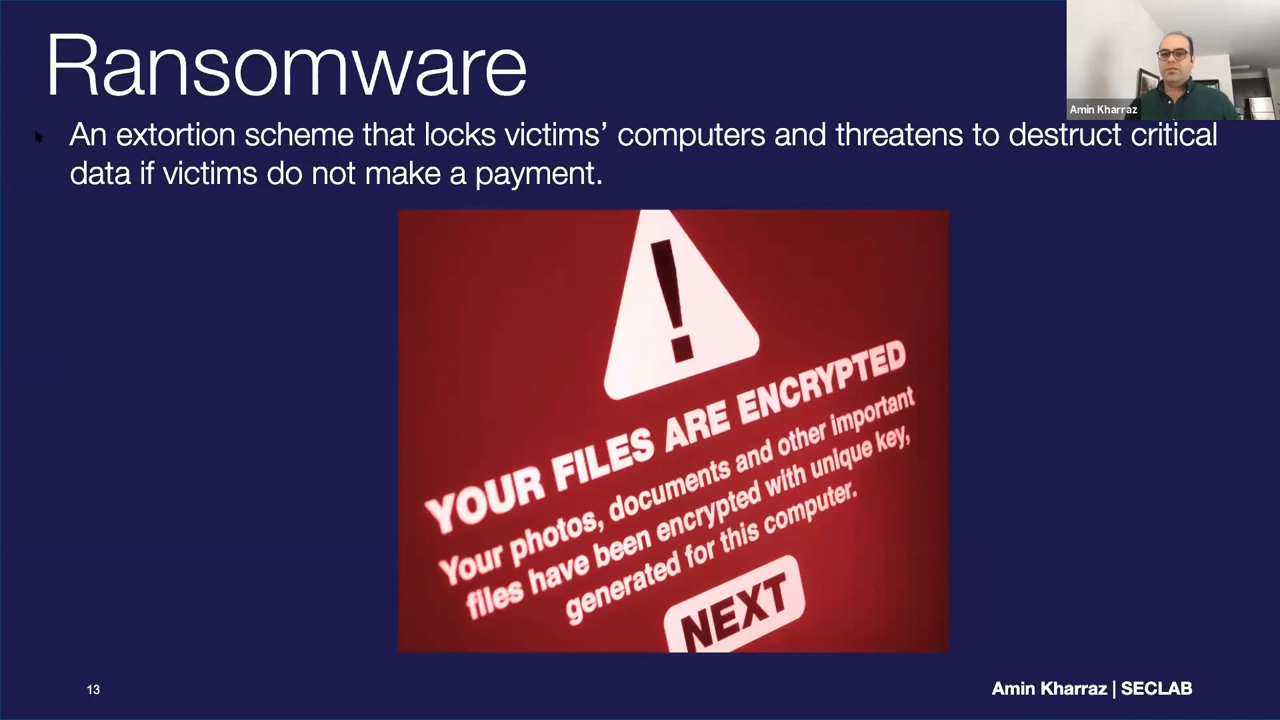 Ransomware
Amin Kharraz
An extortion scheme that locks victims’ computers and threatens to destruct critical
data if victims do not make a payment.
!
YOUR FILES ARE ENCRYPTED
Your photos, documents and other important
files have been encrypted with unique key,
generated for this computer.
NEXT
13
Amin Kharraz | SECLAB